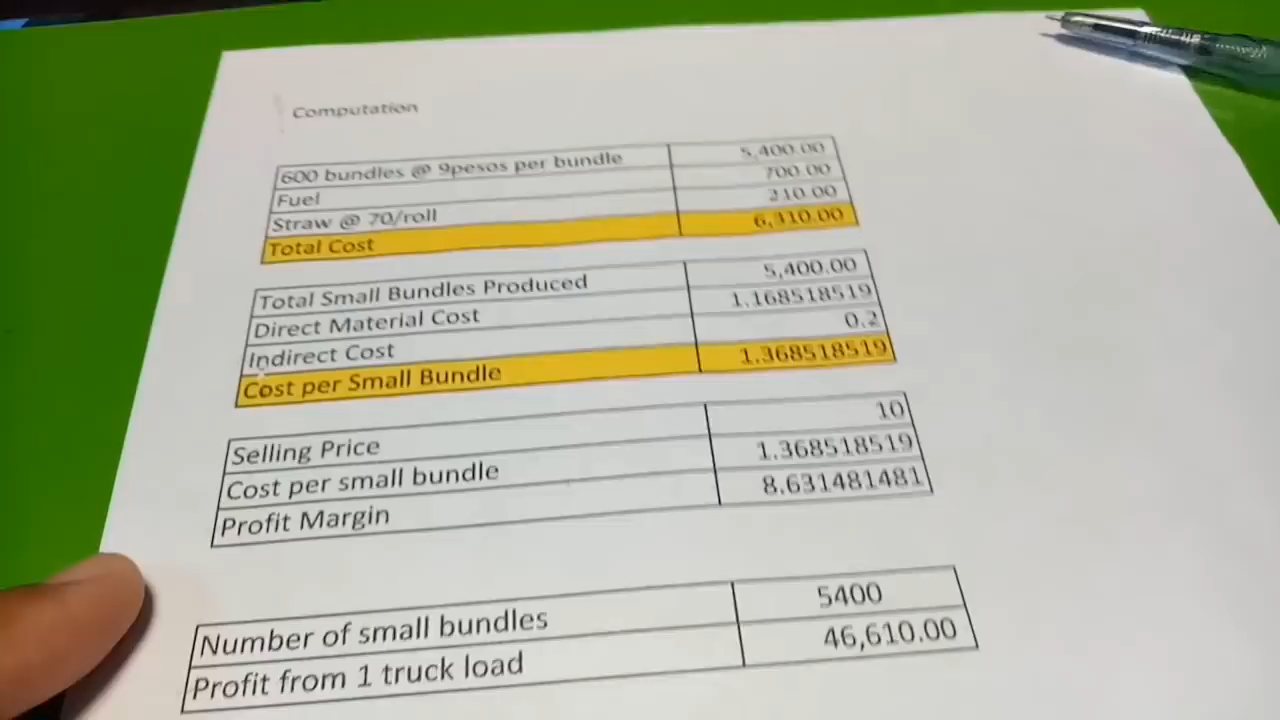 Computation
600 bundles @ 9pesos per bundle 5,400.00
Fuel 700.00
Straw @ 70/roll 210.00
Total Cost 6,310.00
Total Small Bundles Produced 5,400.00
Direct Material Cost 1.168518519
Indirect Cost 0.2
Cost per Small Bundle 1.368518519
Selling Price 10
Cost per small bundle 1.368518519
Profit Margin 8.631481481
Number of small bundles 5400
Profit from 1 truck load 46,610.00